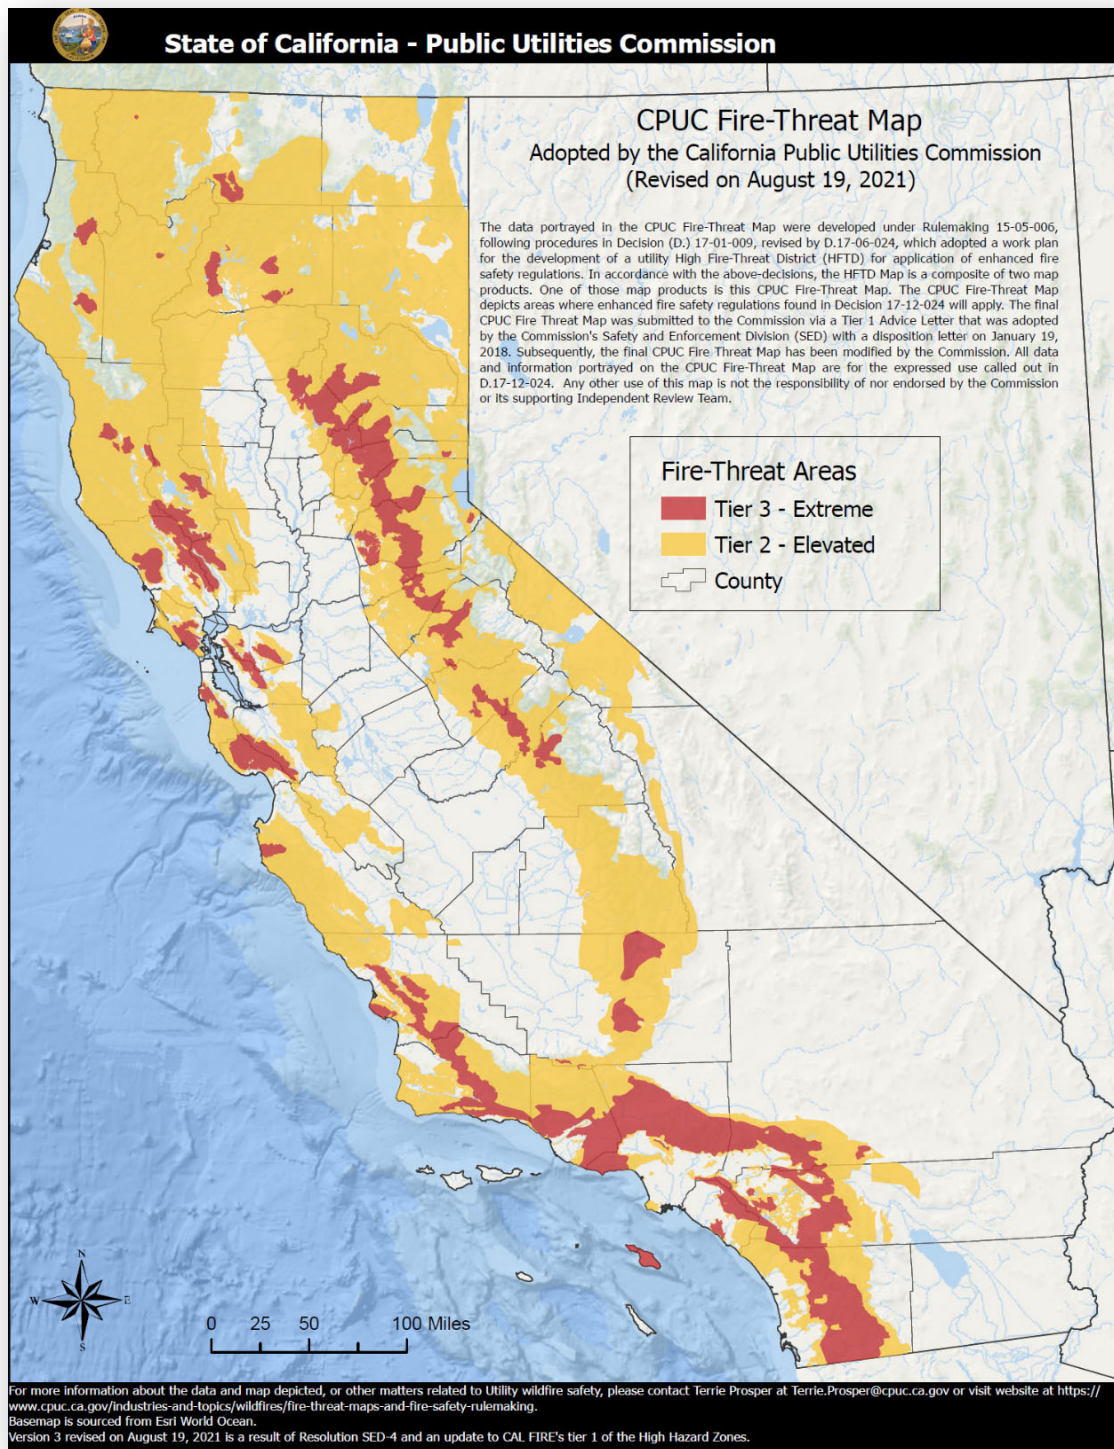 State of California - Public Utilities Commission
CPUC Fire-Threat Map
Adopted by the California Public Utilities Commission
(Revised on August 19, 2021)
The data portrayed in the CPUC Fire-Threat Map were developed under Rulemaking 15-05-006,
following procedures in Decision (D.) 17-01-009, revised by D.17-06-024, which adopted a work plan
for the development of a utility High Fire-Threat District (HFTD) for application of enhanced fire
safety regulations. In accordance with the above-decisions, the HFTD Map is a composite of two map
products. One of those map products is this CPUC Fire-Threat Map. The CPUC Fire-Threat Map
depicts areas where enhanced fire safety regulations found in Decision 17-12-024 will apply. The final
CPUC Fire Threat Map was submitted to the Commission via a Tier 1 Advice Letter that was adopted
by the Commission's Safety and Enforcement Division (SED) with a disposition letter on January 19,
2018. Subsequently, the final CPUC Fire Threat Map has been modified by the Commission. All data
and information portrayed on the CPUC Fire-Threat Map are for the expressed use called out in
D.17-12-024. Any other use of this map is not the responsibility of nor endorsed by the Commission
or its supporting Independent Review Team.
Fire-Threat Areas
Tier 3 - Extreme
Tier 2 - Elevated
County
N
W E
S
0 25 50 100 Miles
For more information about the data and map depicted, or other matters related to Utility wildfire safety, please contact Terrie Prosper at Terrie.Prosper@cpuc.ca.gov or visit website at https://
www.cpuc.ca.gov/industries-and-topics/wildfires/fire-threat-maps-and-fire-safety-rulemaking.
Basemap is sourced from Esri World Ocean.
Version 3 revised on August 19, 2021 is a result of Resolution SED-4 and an update to CAL FIRE's tier 1 of the High Hazard Zones.